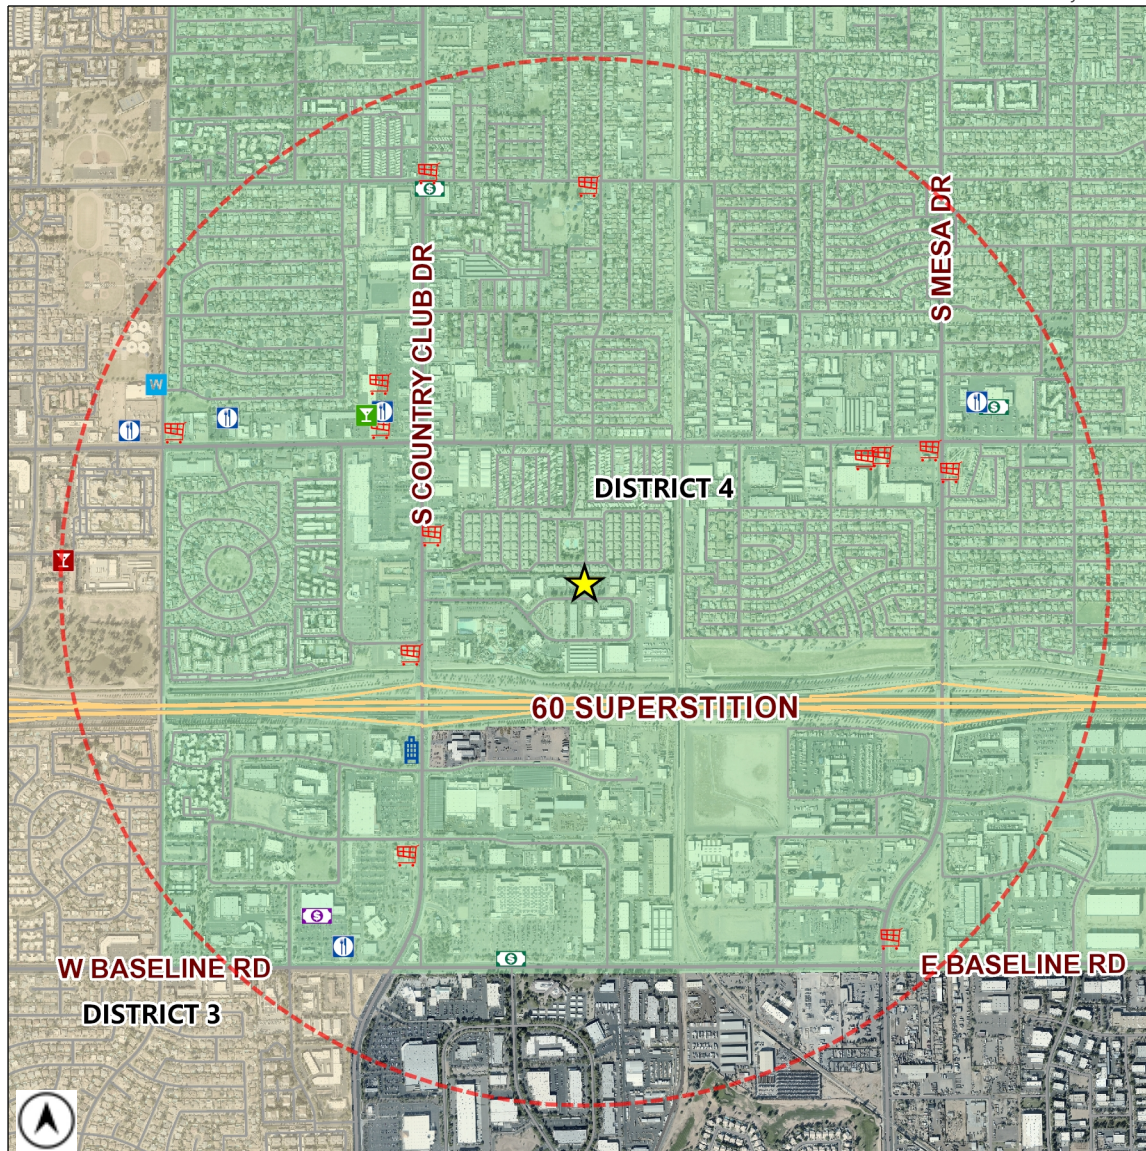 S COUNTRY CLUB DR
S MESA DR
W
DISTRICT 4
60 SUPERSTITION
W BASELINE RD
E BASELINE RD
DISTRICT 3